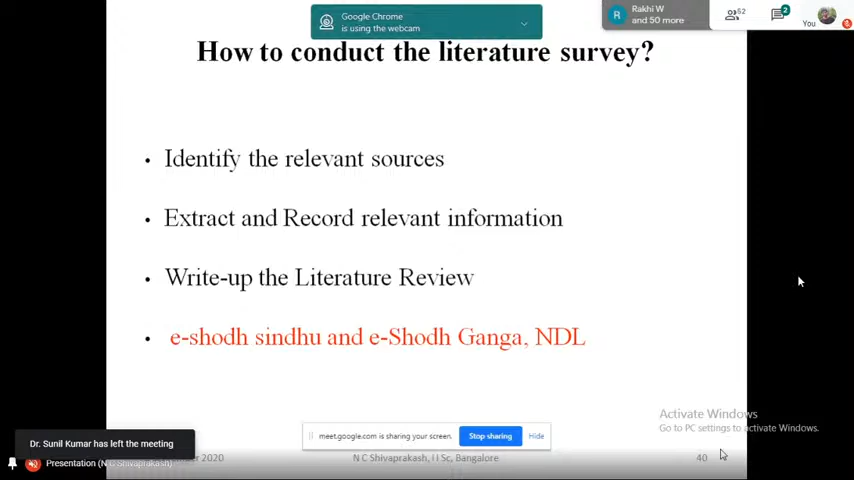 Google Chrome
is using the webcam
R
Rakhi W
and 50 more
52
2
You
How to conduct the literature survey?
• Identify the relevant sources
• Extract and Record relevant information
• Write-up the Literature Review
• e-shodh sindhu and e-Shodh Ganga, NDL
Activate Windows
Go to PC settings to activate Windows.
meet.google.com is sharing your screen.
Stop sharing
Hide
Dr. Sunil Kumar has left the meeting
Presentation (N C Shivaprakash)
2020
N C Shivaprakash, I I Sc, Bangalore
40